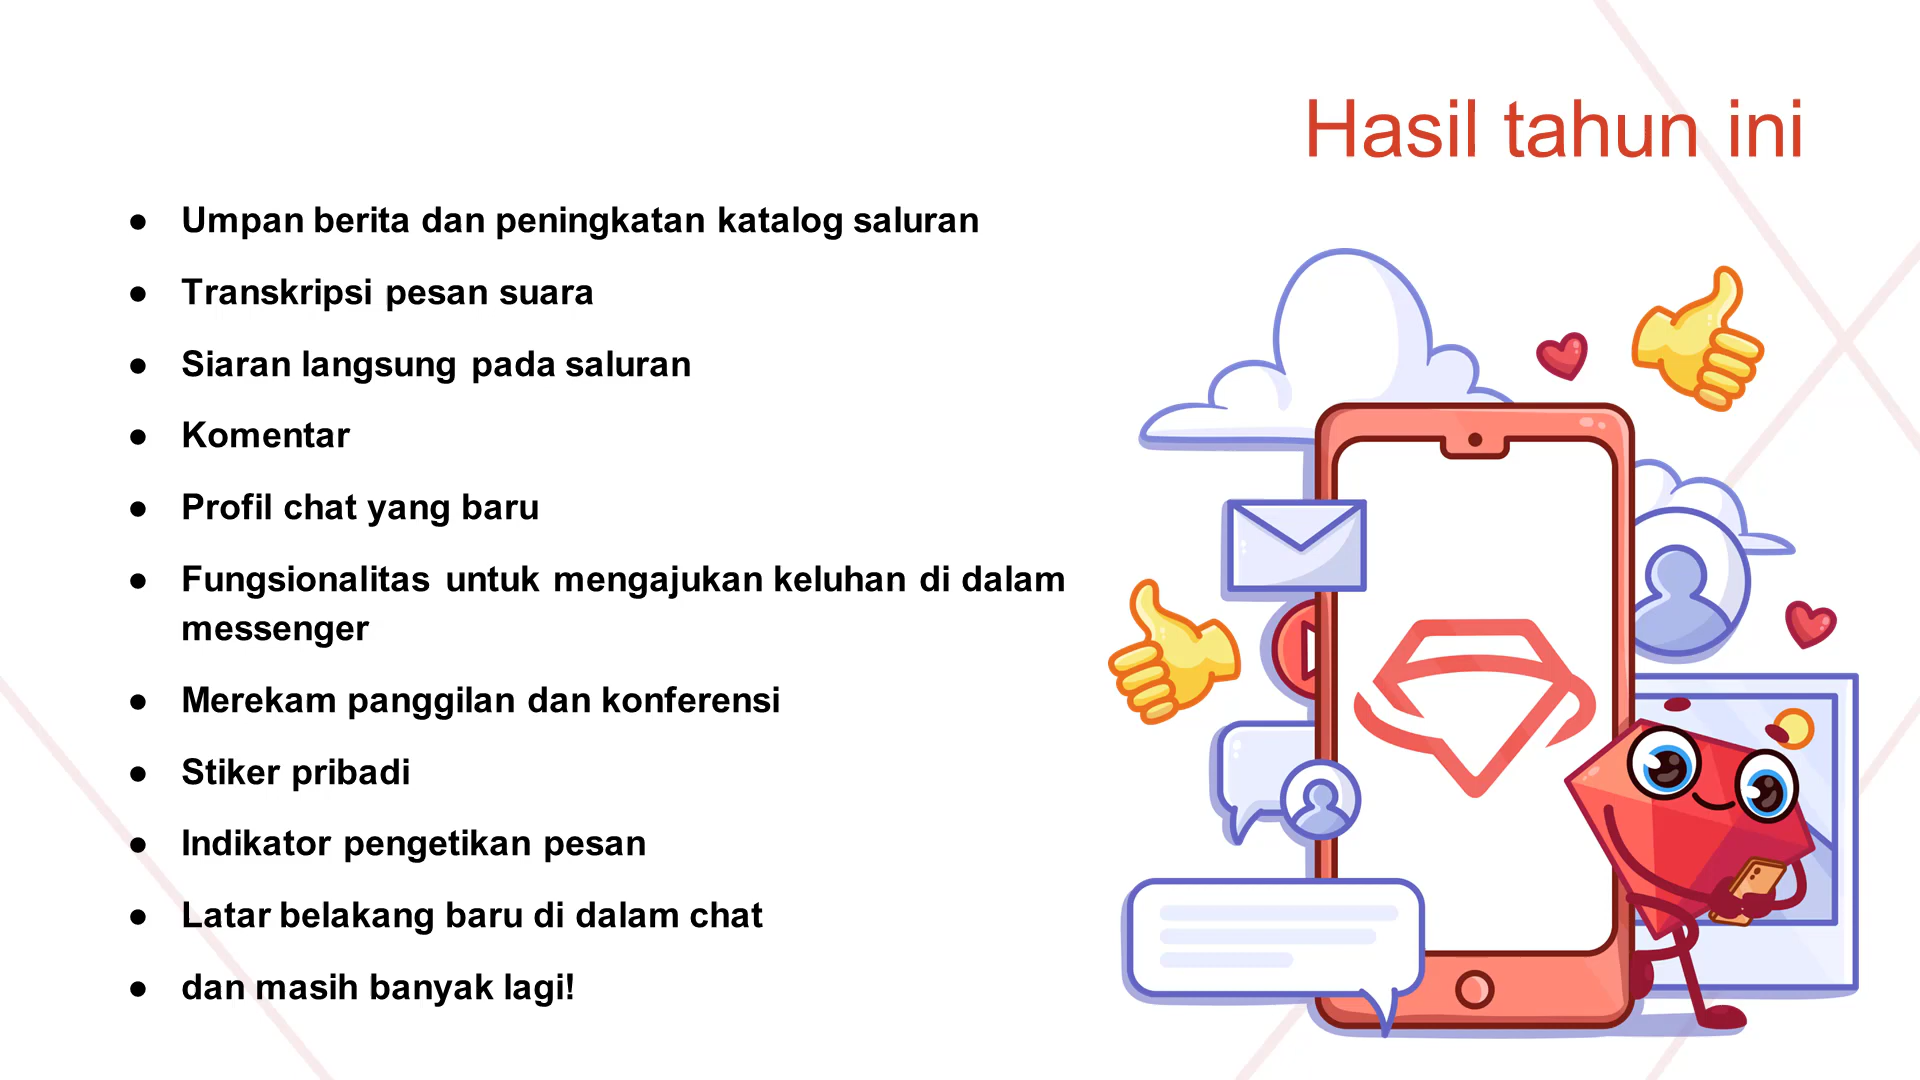 Hasil tahun ini
● Umpan berita dan peningkatan katalog saluran
● Transkripsi pesan suara
● Siaran langsung pada saluran
● Komentar
● Profil chat yang baru
● Fungsionalitas untuk mengajukan keluhan di dalam
messenger
● Merekam panggilan dan konferensi
● Stiker pribadi
● Indikator pengetikan pesan
● Latar belakang baru di dalam chat
● dan masih banyak lagi!